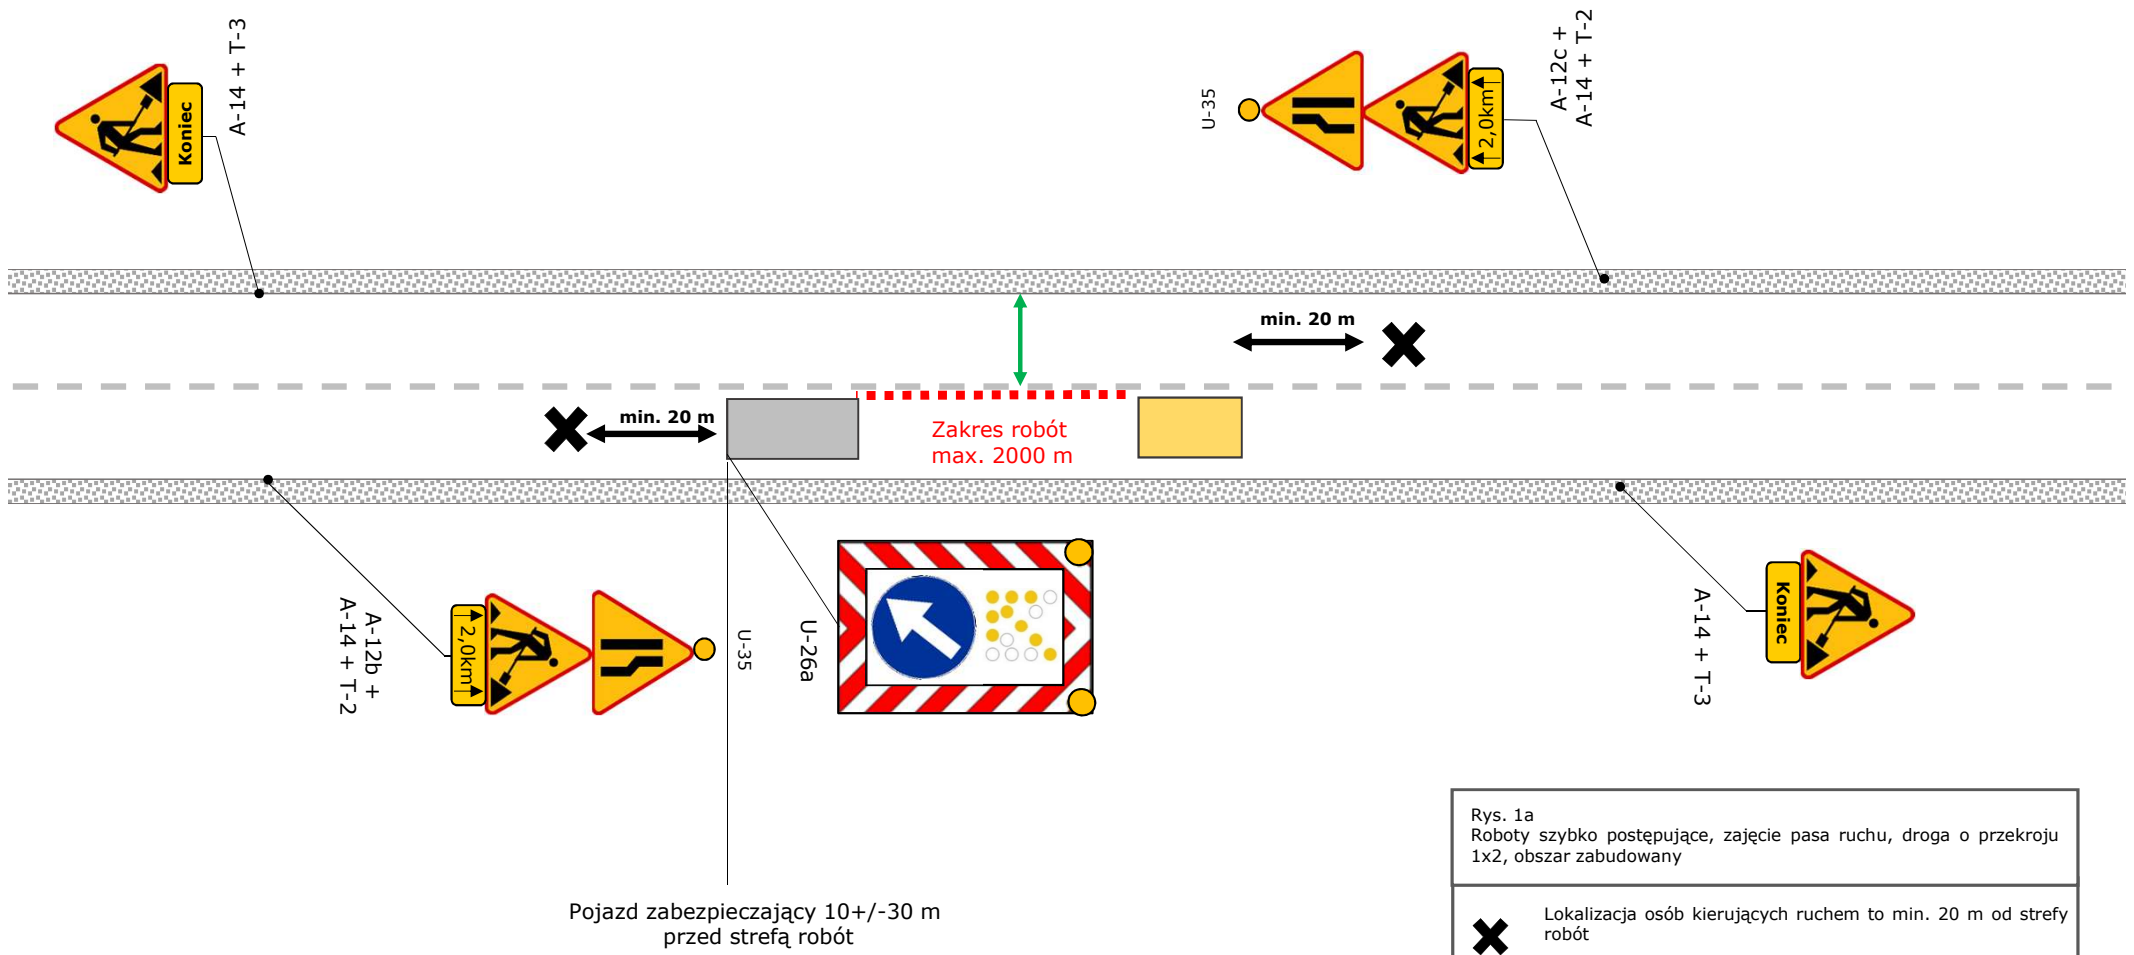 A-14 + T-3
Koniec
U-35
A-12c +
A-14 + T-2
2,0km
min. 20 m
min. 20 m
Zakres robót
max. 2000 m
A-12b +
A-14 + T-2
2,0km
U-35
U-26a
A-14 + T-3
Koniec
Pojazd zabezpieczający 10+/-30 m
przed strefą robót
Rys. 1a
Roboty szybko postępujące, zajęcie pasa ruchu, droga o przekroju
1x2, obszar zabudowany
Lokalizacja osób kierujących ruchem to min. 20 m od strefy
robót